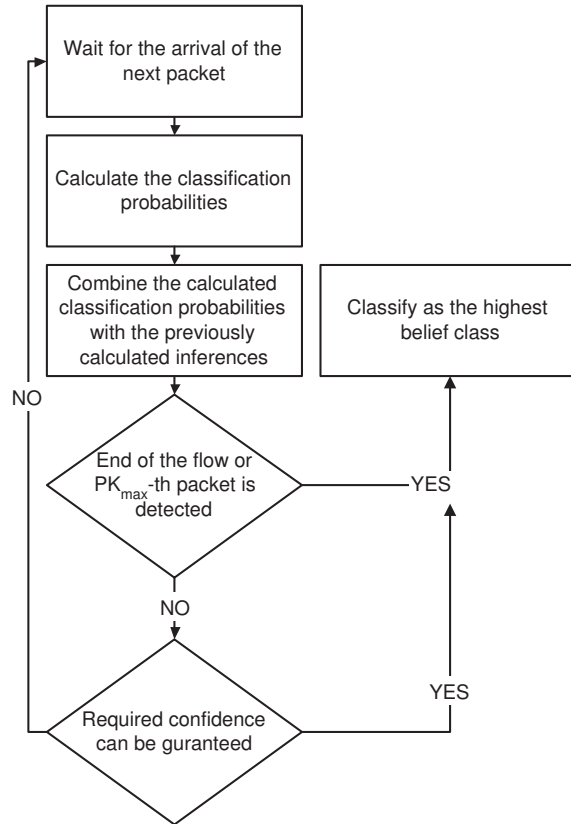 Wait for the arrival of the
next packet
Calculate the classification
probabilities
Combine the calculated
classification probabilities
with the previously
calculated inferences
Classify as the highest
belief class
NO
End of the flow or
PKmax-th packet is
detected
YES
NO
YES
Required confidence
can be guranteed